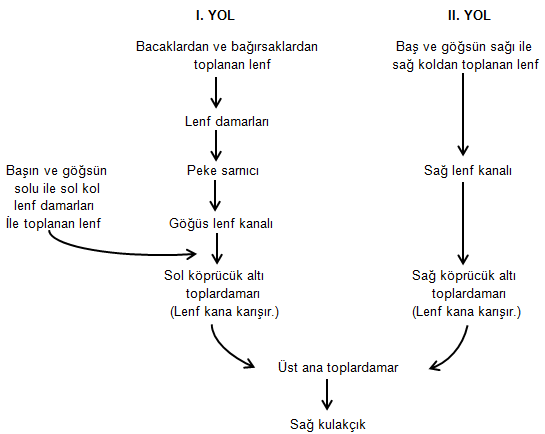 I. YOL
Bacaklardan ve bağırsaklardan
toplanan lenf
Lenf damarları
Peke sarnıcı
Göğüs lenf kanalı
Başın ve göğsün
solu ile sol kol
lenf damarları
İle toplanan lenf
Sol köprücük altı
toplardamarı
(Lenf kana karışır.)
II. YOL
Baş ve göğsün sağı ile
sağ koldan toplanan lenf
Sağ lenf kanalı
Sağ köprücük altı
toplardamarı
(Lenf kana karışır.)
Üst ana toplardamar
Sağ kulakçık